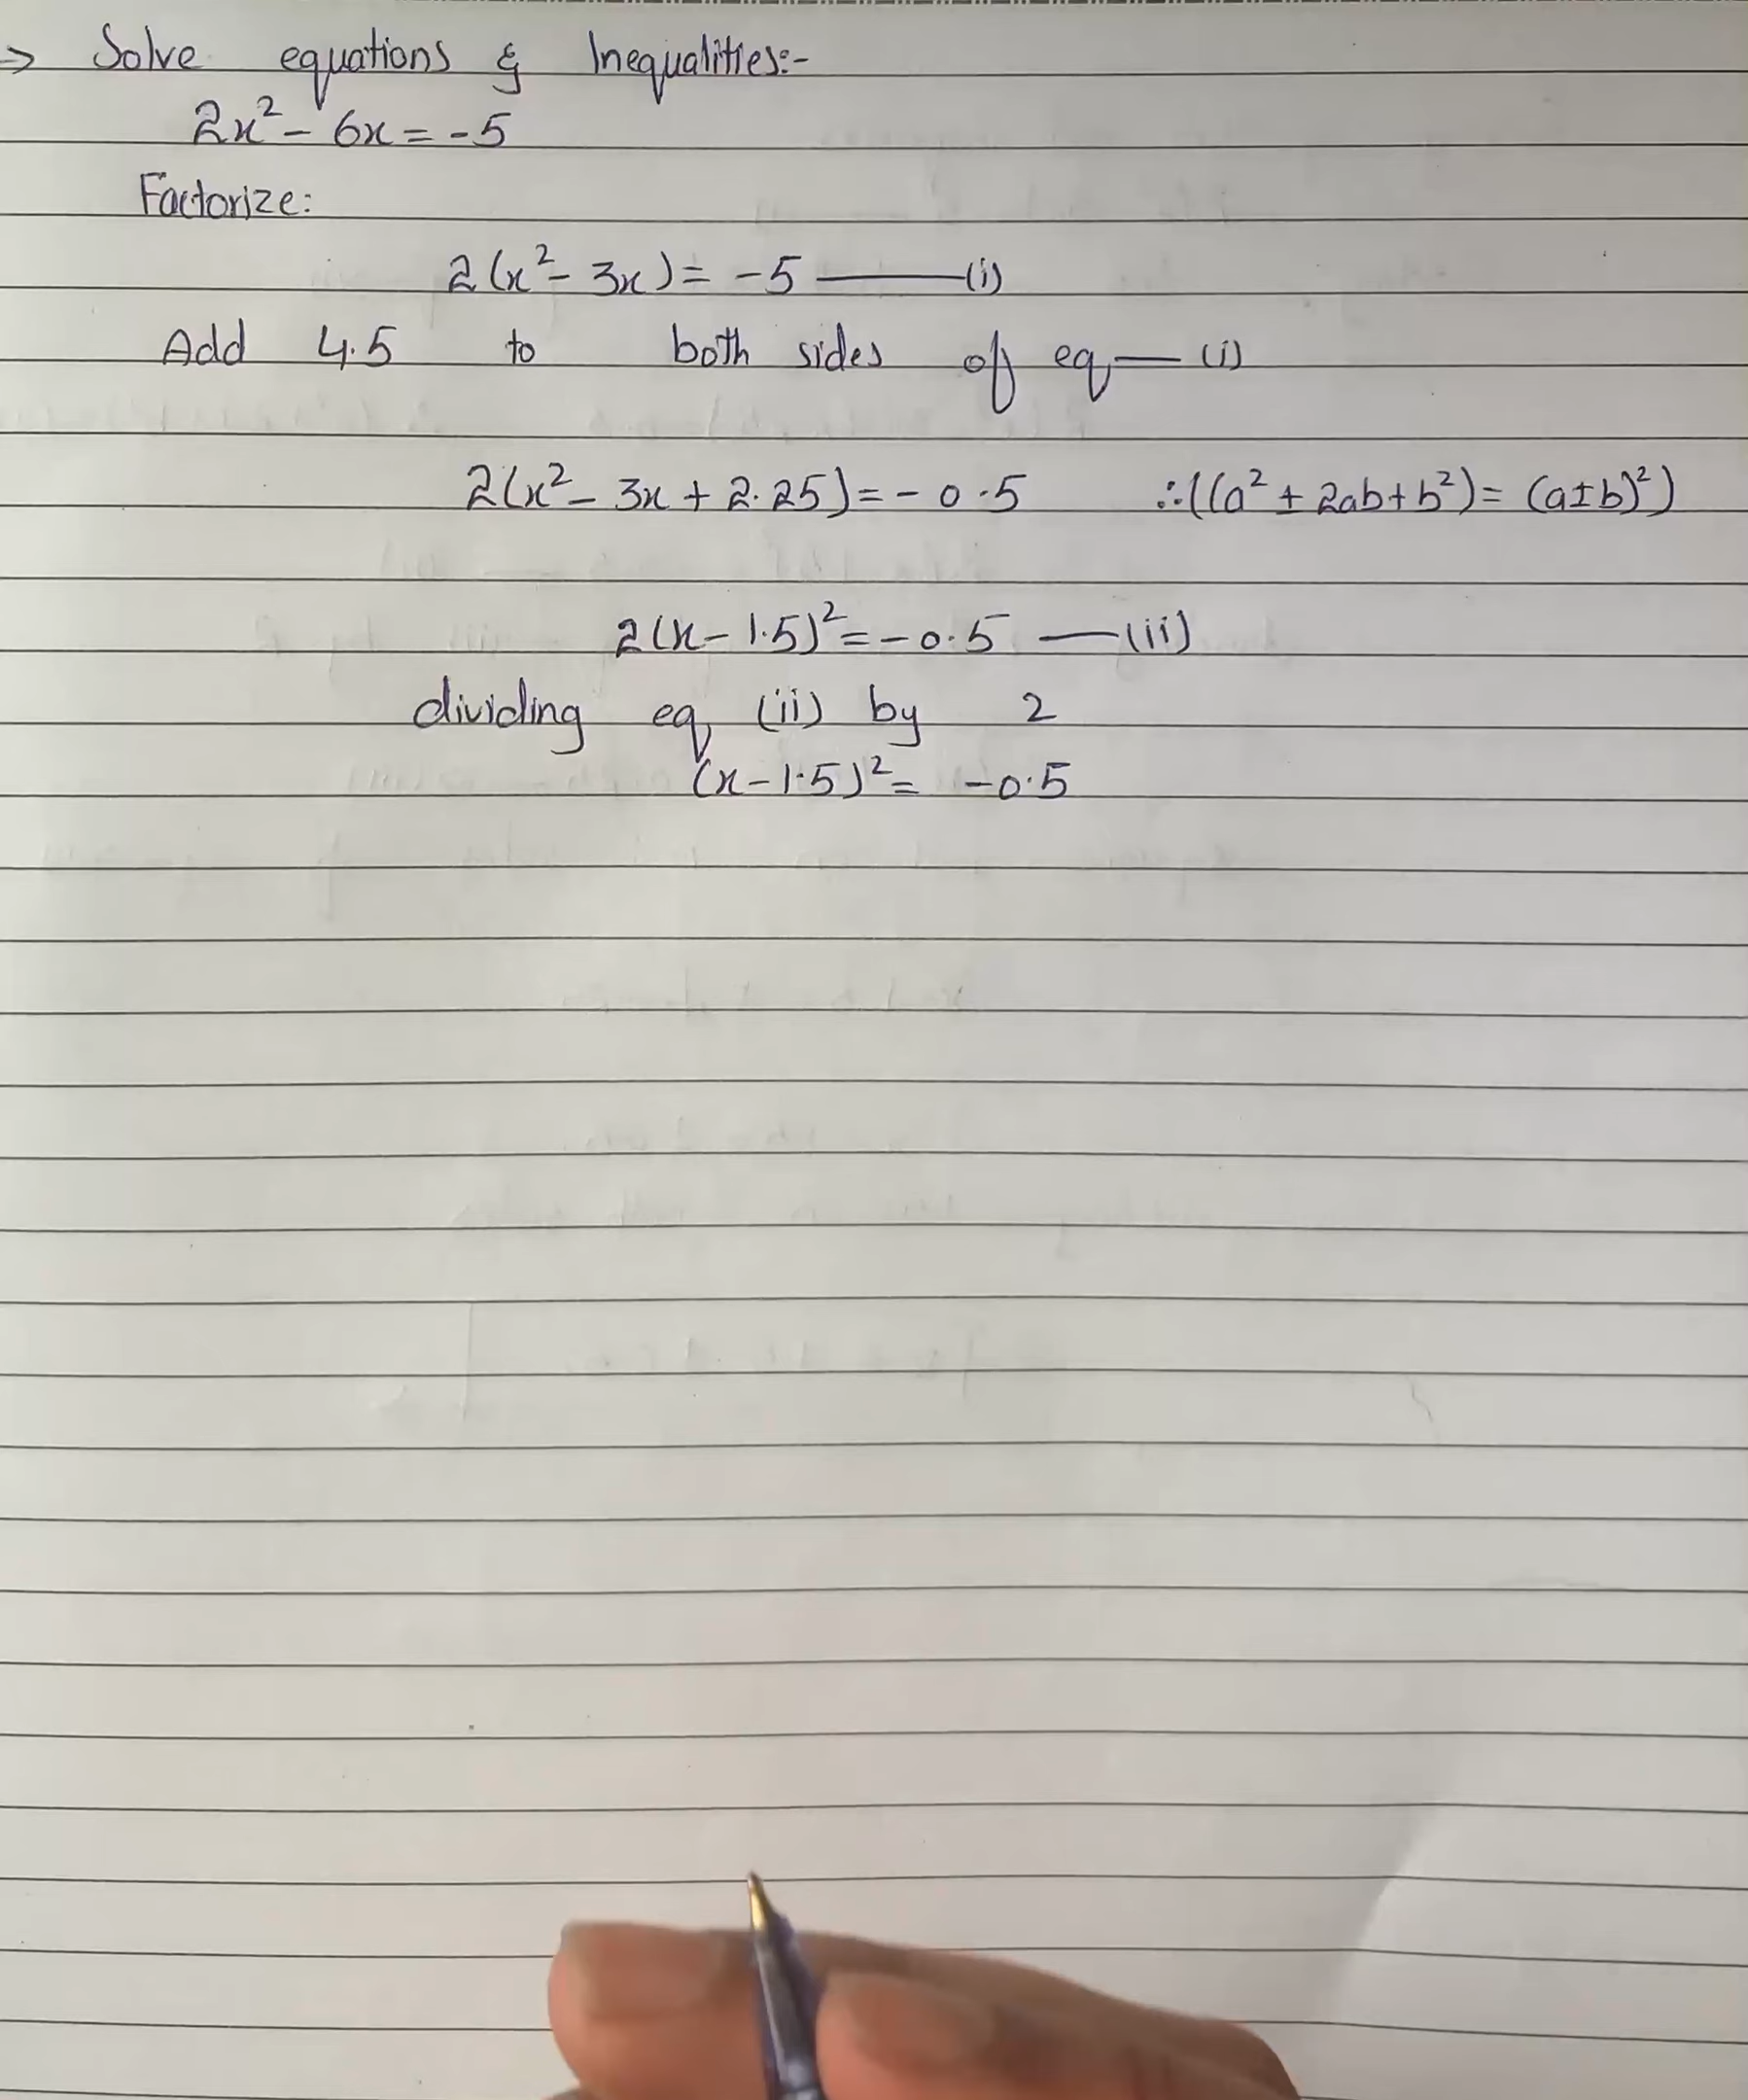 ⇒ Solve equations & Inequalities:-
2x² - 6x = -5
Factorize:
2(x² - 3x) = -5 ——— (i)
Add 4.5 to both sides of eq — (i)
2(x² - 3x + 2.25) = -0.5 ∴((a² ± 2ab + b²) = (a±b)²)
2(x - 1.5)² = -0.5 — (ii)
dividing eq (ii) by 2
(x - 1.5)² = -0.5